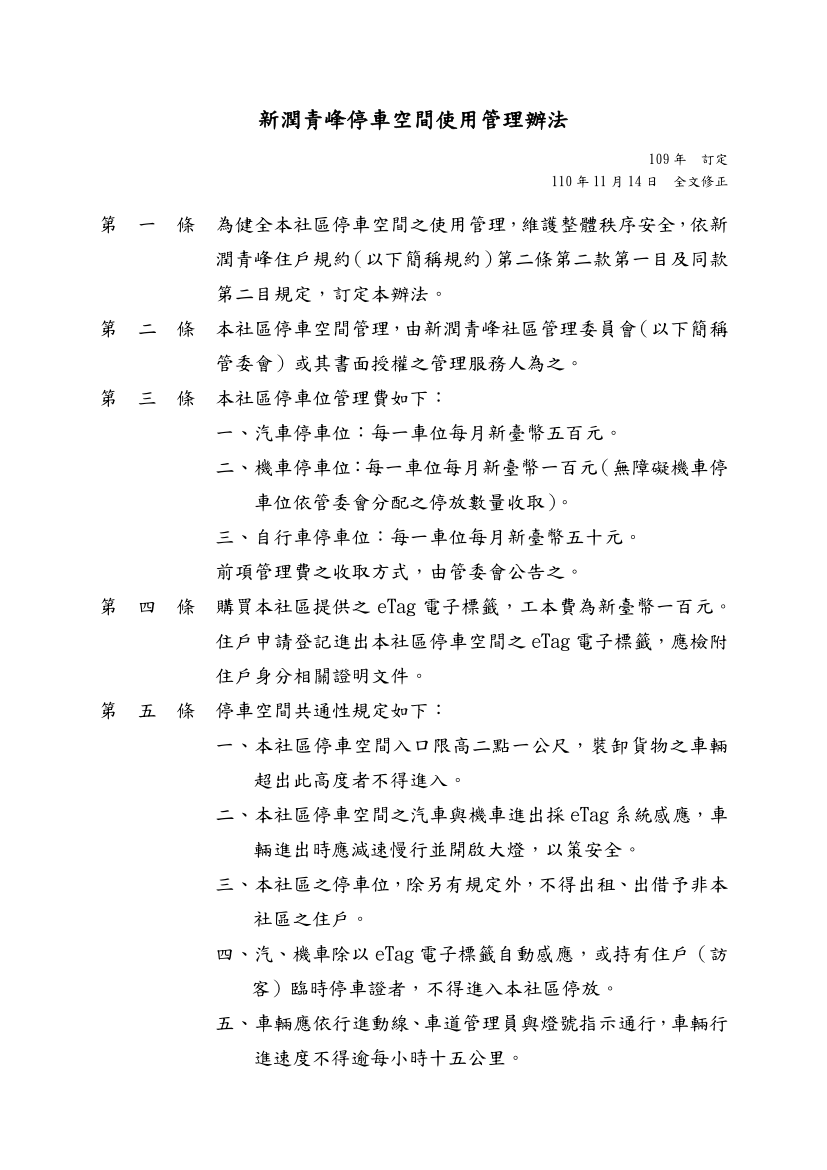 新潤青峰停車空間使用管理辦法
109 年　訂定
110 年 11 月 14 日　全文修正
第　一　條　為健全本社區停車空間之使用管理，維護整體秩序安全，依新
潤青峰住戶規約（以下簡稱規約）第二條第二款第一目及同款
第二目規定，訂定本辦法。
第　二　條　本社區停車空間管理，由新潤青峰社區管理委員會（以下簡稱
管委會）或其書面授權之管理服務人為之。
第　三　條　本社區停車位管理費如下：
一、汽車停車位：每一車位每月新臺幣五百元。
二、機車停車位：每一車位每月新臺幣一百元（無障礙機車停
車位依管委會分配之停放數量收取）。
三、自行車停車位：每一車位每月新臺幣五十元。
前項管理費之收取方式，由管委會公告之。
第　四　條　購買本社區提供之 eTag 電子標籤，工本費為新臺幣一百元。
住戶申請登記進出本社區停車空間之 eTag 電子標籤，應檢附
住戶身分相關證明文件。
第　五　條　停車空間共通性規定如下：
一、本社區停車空間入口限高二點一公尺，裝卸貨物之車輛
超出此高度者不得進入。
二、本社區停車空間之汽車與機車進出採 eTag 系統感應，車
輛進出時應減速慢行並開啟大燈，以策安全。
三、本社區之停車位，除另有規定外，不得出租、出借予非本
社區之住戶。
四、汽、機車除以 eTag 電子標籤自動感應，或持有住戶（訪
客）臨時停車證者，不得進入本社區停放。
五、車輛應依行進動線、車道管理員與燈號指示通行，車輛行
進速度不得逾每小時十五公里。